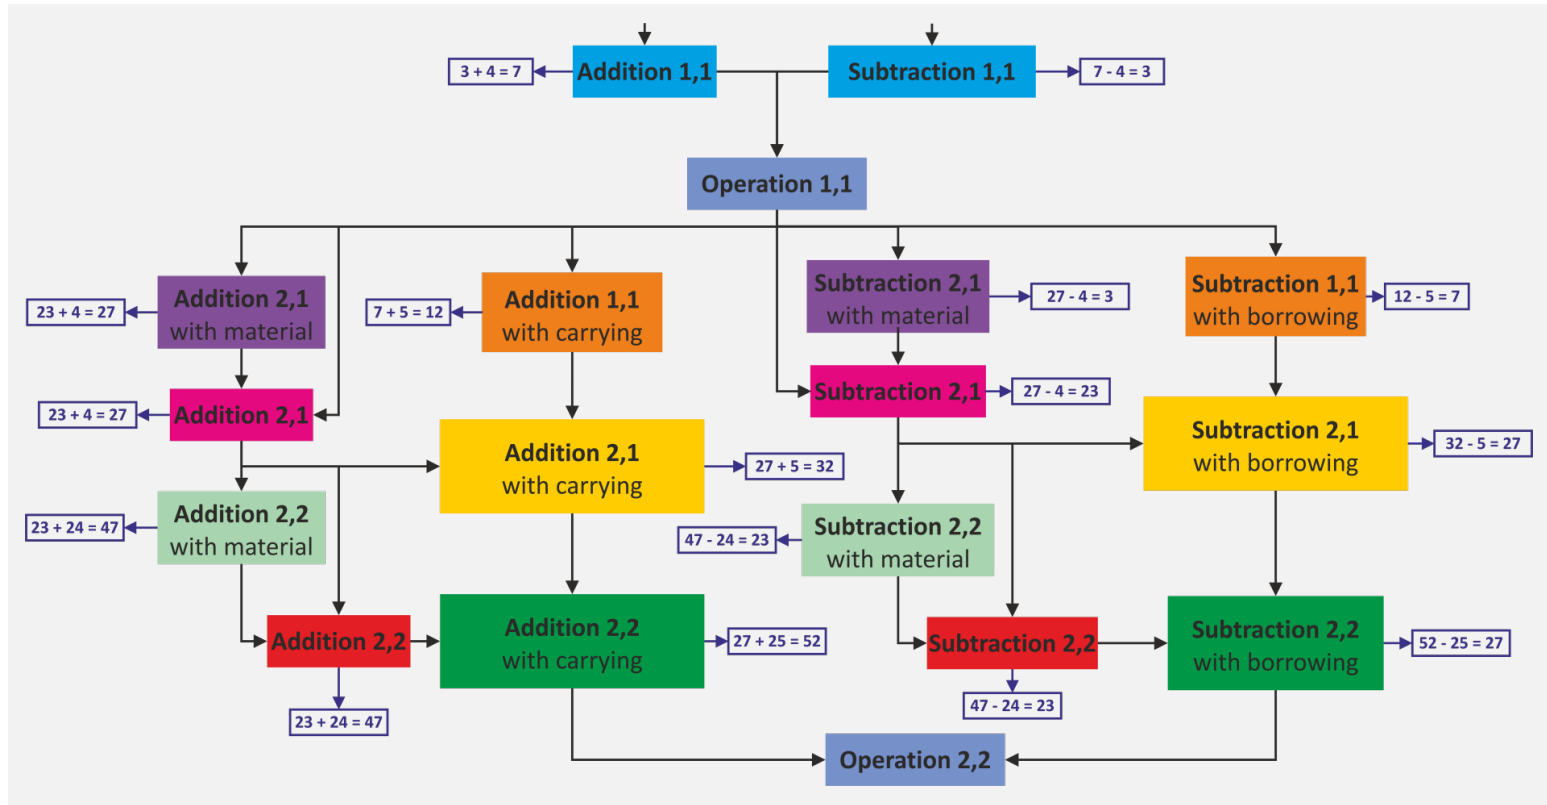 3 + 4 = 7
Addition 1,1
Subtraction 1,1
7 - 4 = 3
Operation 1,1
23 + 4 = 27
Addition 2,1
with material
7 + 5 = 12
Addition 1,1
with carrying
Subtraction 2,1
with material
27 - 4 = 3
Subtraction 1,1
with borrowing
12 - 5 = 7
23 + 4 = 27
Addition 2,1
Subtraction 2,1
27 - 4 = 23
Addition 2,1
with carrying
27 + 5 = 32
Subtraction 2,1
with borrowing
32 - 5 = 27
23 + 24 = 47
Addition 2,2
with material
47 - 24 = 23
Subtraction 2,2
with material
Addition 2,2
23 + 24 = 47
Addition 2,2
with carrying
27 + 25 = 52
Subtraction 2,2
47 - 24 = 23
Subtraction 2,2
with borrowing
52 - 25 = 27
Operation 2,2